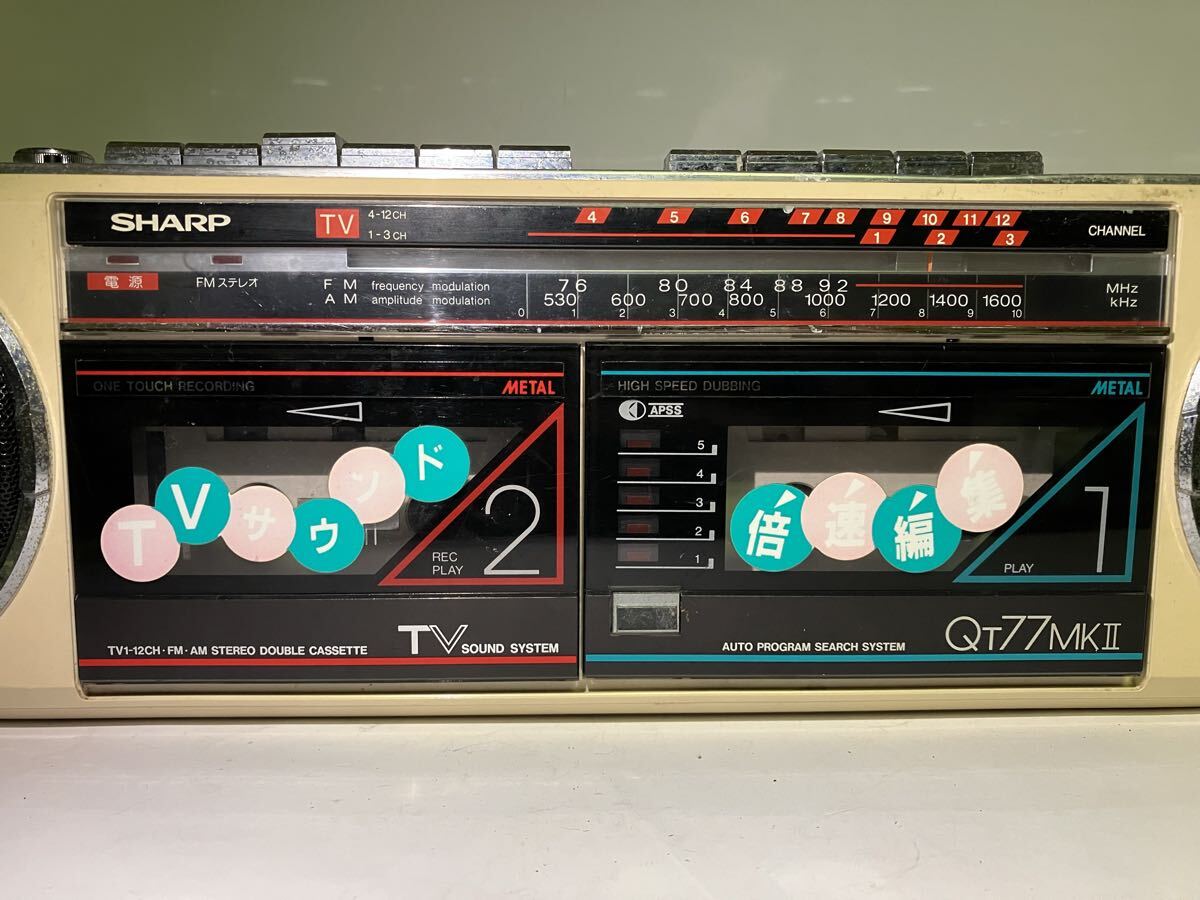 SHARP TV 4-12CH 4 5 6 7 8 9 10 11 12
1-3CH 1 2 3 CHANNEL
電源 FMステレオ FM frequency modulation 76 80 84 88 92 MHz
AM amplitude modulation 530 600 700 800 1000 1200 1400 1600 kHz
0 1 2 3 4 5 6 7 8 9 10
ONE TOUCH RECORDING METAL
TVサウンド
REC
PLAY
2
TV1-12CH·FM·AM STEREO DOUBLE CASSETTE TV SOUND SYSTEM
HIGH SPEED DUBBING METAL
APSS
5
4
3
2
1
倍速編集
PLAY 1
AUTO PROGRAM SEARCH SYSTEM QT77MKII